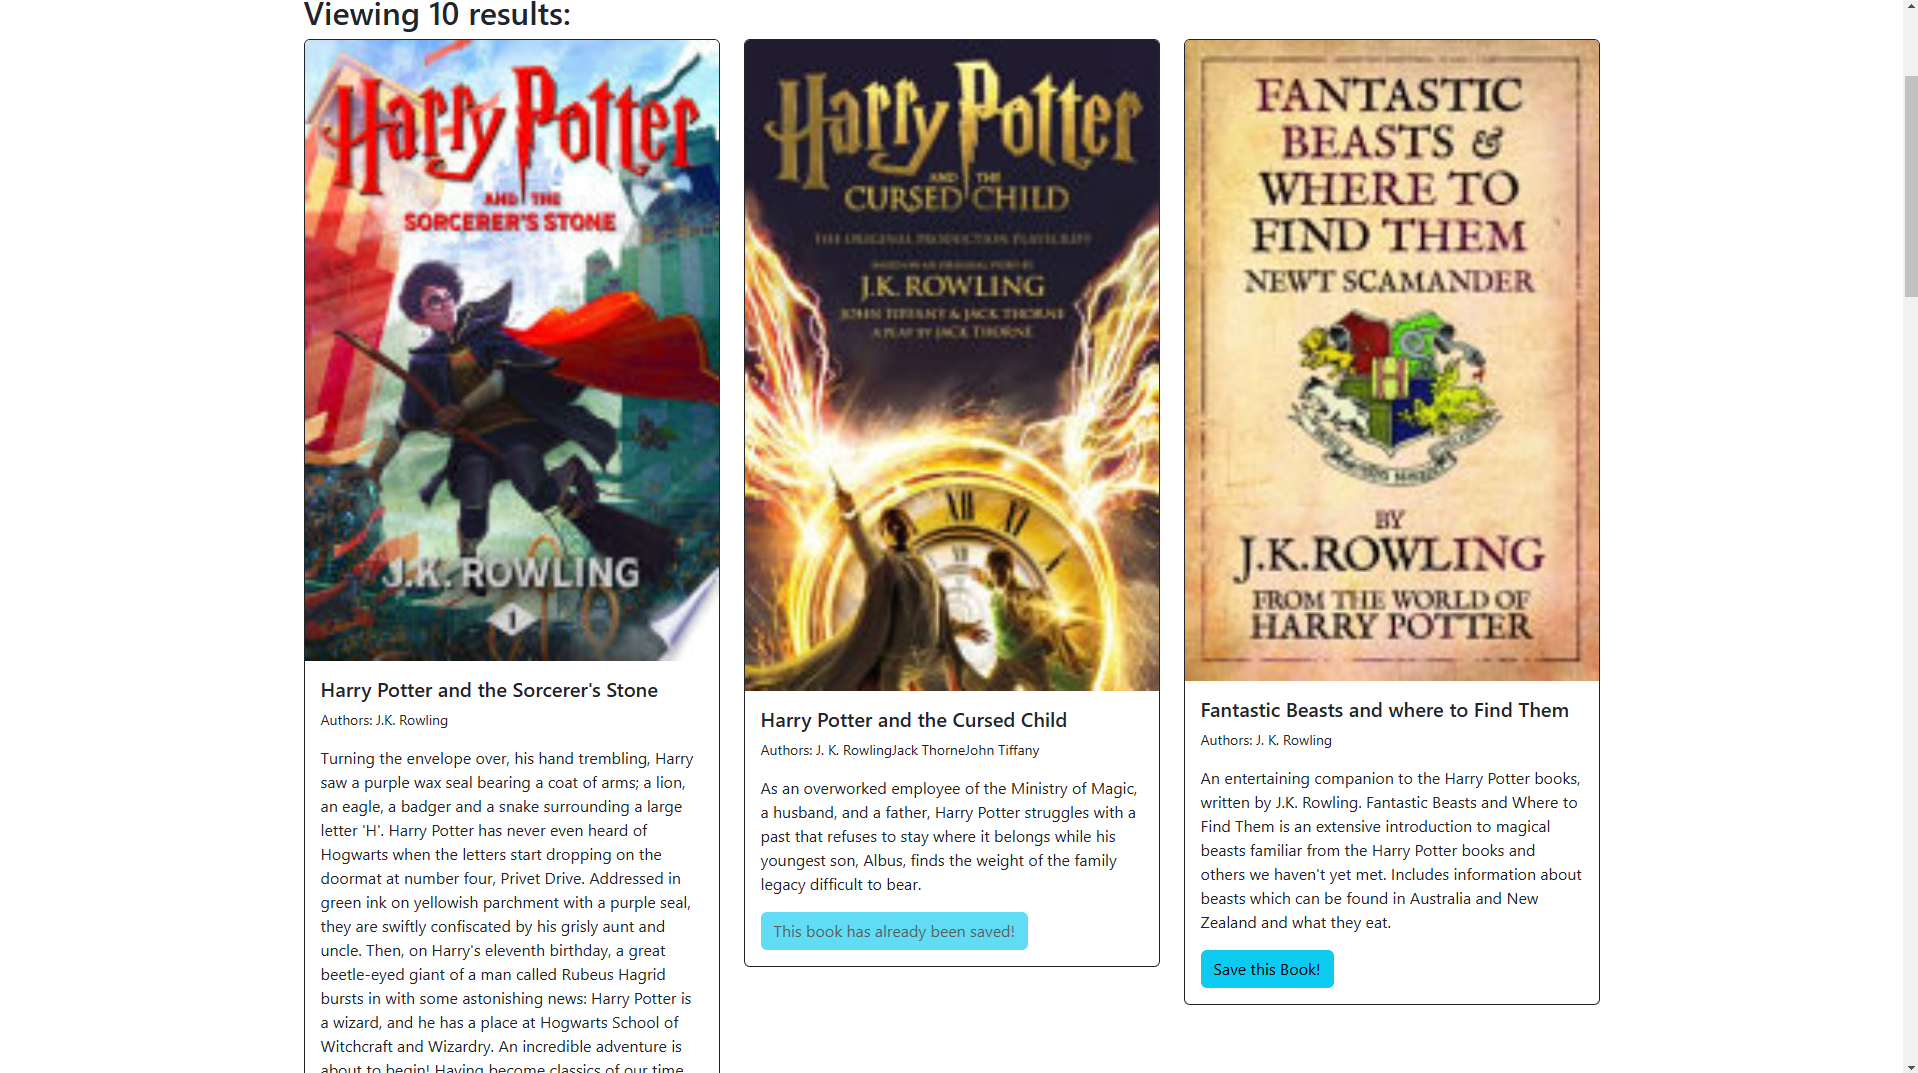 Viewing 10 results:
Harry Potter
AND THE
SORCERER'S STONE
J.K. ROWLING
1
Harry Potter and the Sorcerer's Stone
Authors: J.K. Rowling
Turning the envelope over, his hand trembling, Harry
saw a purple wax seal bearing a coat of arms; a lion,
an eagle, a badger and a snake surrounding a large
letter 'H'. Harry Potter has never even heard of
Hogwarts when the letters start dropping on the
doormat at number four, Privet Drive. Addressed in
green ink on yellowish parchment with a purple seal,
they are swiftly confiscated by his grisly aunt and
uncle. Then, on Harry's eleventh birthday, a great
beetle-eyed giant of a man called Rubeus Hagrid
bursts in with some astonishing news: Harry Potter is
a wizard, and he has a place at Hogwarts School of
Witchcraft and Wizardry. An incredible adventure is
about to begin! Having become classics of our time,
Harry Potter
AND THE
CURSED CHILD
THE ORIGINAL PRODUCTION PLAYSCRIPT
BASED ON AN ORIGINAL STORY BY
J.K. ROWLING
JOHN TIFFANY & JACK THORNE
A PLAY BY JACK THORNE
XII
XI
VII
Harry Potter and the Cursed Child
Authors: J. K. RowlingJack ThorneJohn Tiffany
As an overworked employee of the Ministry of Magic,
a husband, and a father, Harry Potter struggles with a
past that refuses to stay where it belongs while his
youngest son, Albus, finds the weight of the family
legacy difficult to bear.
This book has already been saved!
FANTASTIC
BEASTS &
WHERE TO
FIND THEM
NEWT SCAMANDER
H
BY
J.K.ROWLING
FROM THE WORLD OF
HARRY POTTER
Fantastic Beasts and where to Find Them
Authors: J. K. Rowling
An entertaining companion to the Harry Potter books,
written by J.K. Rowling. Fantastic Beasts and Where to
Find Them is an extensive introduction to magical
beasts familiar from the Harry Potter books and
others we haven't yet met. Includes information about
beasts which can be found in Australia and New
Zealand and what they eat.
Save this Book!